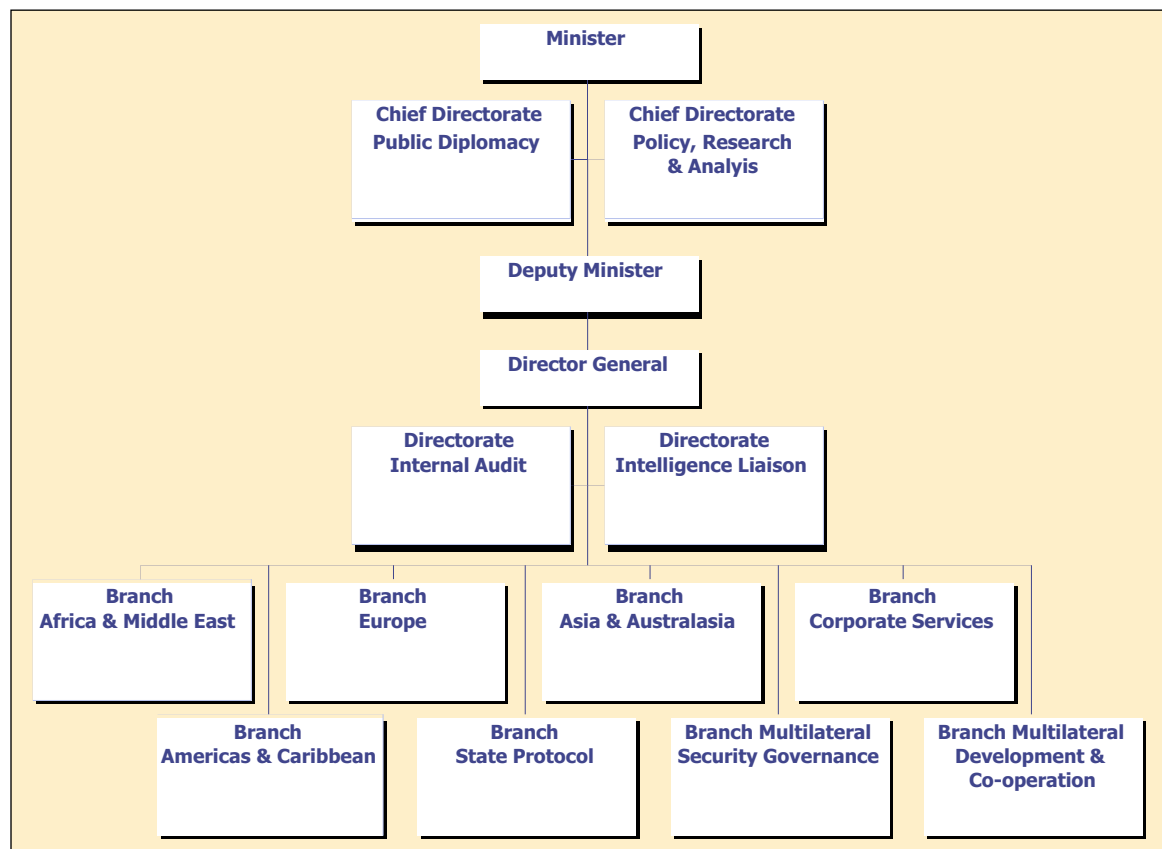 Minister
Chief Directorate
Public Diplomacy
Chief Directorate
Policy, Research
& Analyis
Deputy Minister
Director General
Directorate
Internal Audit
Directorate
Intelligence Liaison
Branch
Africa & Middle East
Branch
Europe
Branch
Asia & Australasia
Branch
Corporate Services
Branch
Americas & Caribbean
Branch
State Protocol
Branch Multilateral
Security Governance
Branch Multilateral
Development &
Co-operation